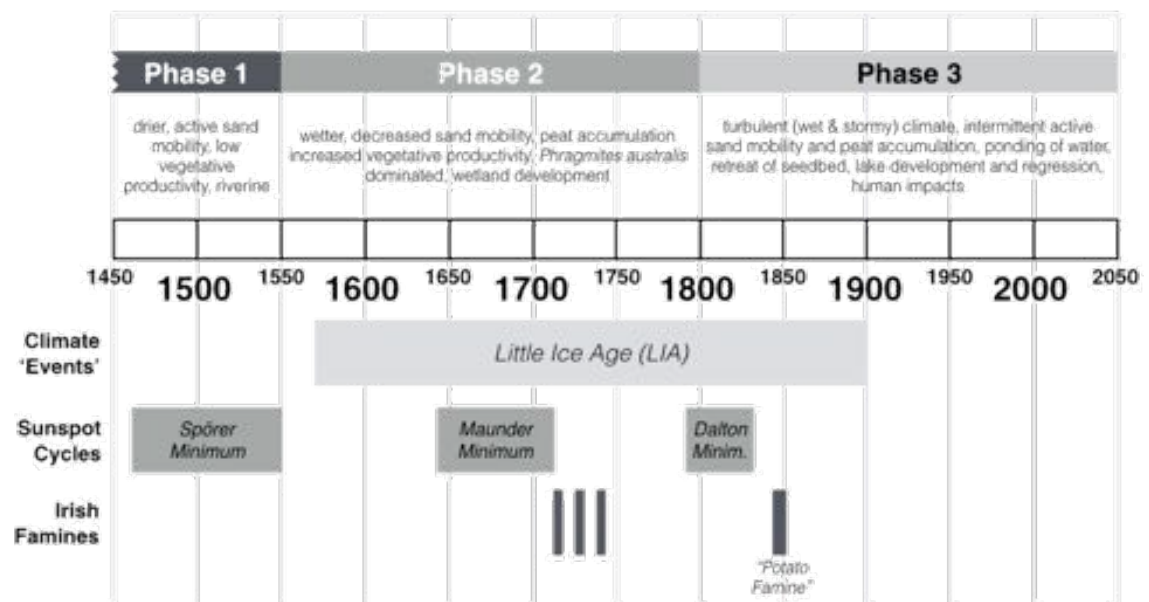 Phase 1
Phase 2
Phase 3
drier, active sand
mobility, low
vegetative
productivity, riverine
wetter, decreased sand mobility, peat accumulation
increased vegetative productivity, Phragmites australis
dominated, wetland development
turbulent (wet & stormy) climate, intermittent active
sand mobility and peat accumulation, ponding of water,
retreat of seedbed, lake development and regression,
human impacts
1450 1500 1550 1600 1650 1700 1750 1800 1850 1900 1950 2000 2050
Climate
'Events'
Little Ice Age (LIA)
Sunspot
Cycles
Spörer
Minimum
Maunder
Minimum
Dalton
Minim.
Irish
Famines
"Potato
Famine"